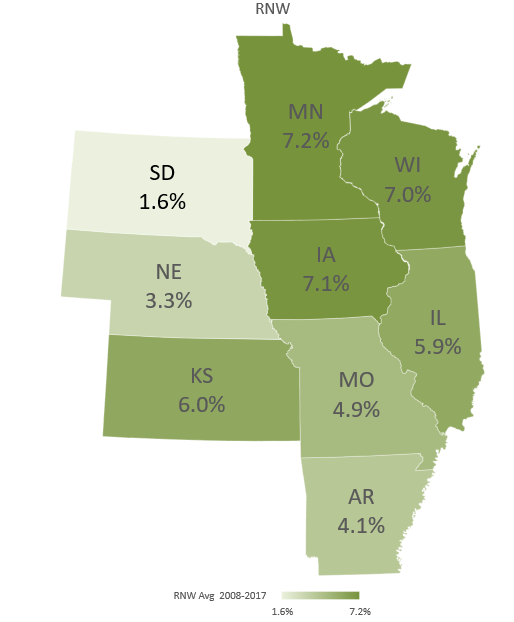 RNW
MN
7.2%
WI
7.0%
SD
1.6%
IA
7.1%
NE
3.3%
IL
5.9%
KS
6.0%
MO
4.9%
AR
4.1%
RNW Avg 2008-2017
1.6%
7.2%